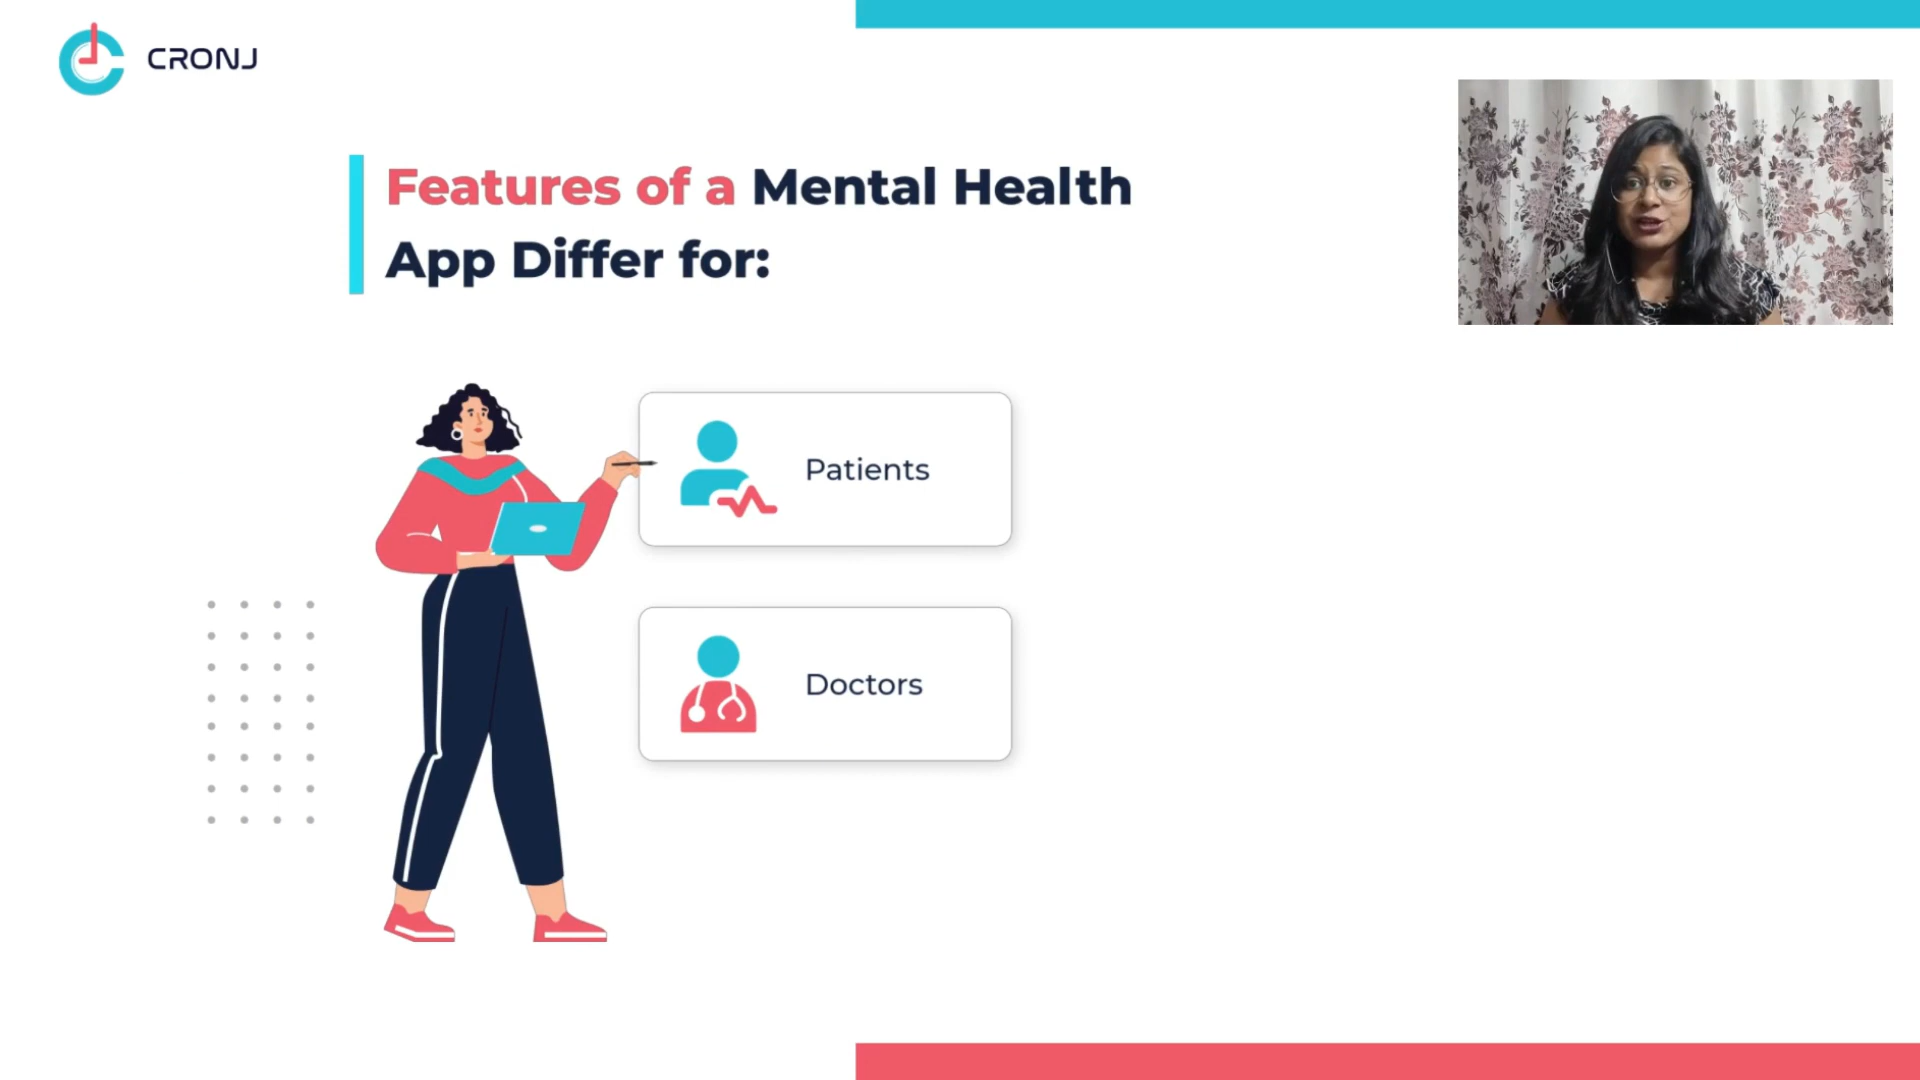 CRONJ
Features of a Mental Health
App Differ for:
Patients
Doctors